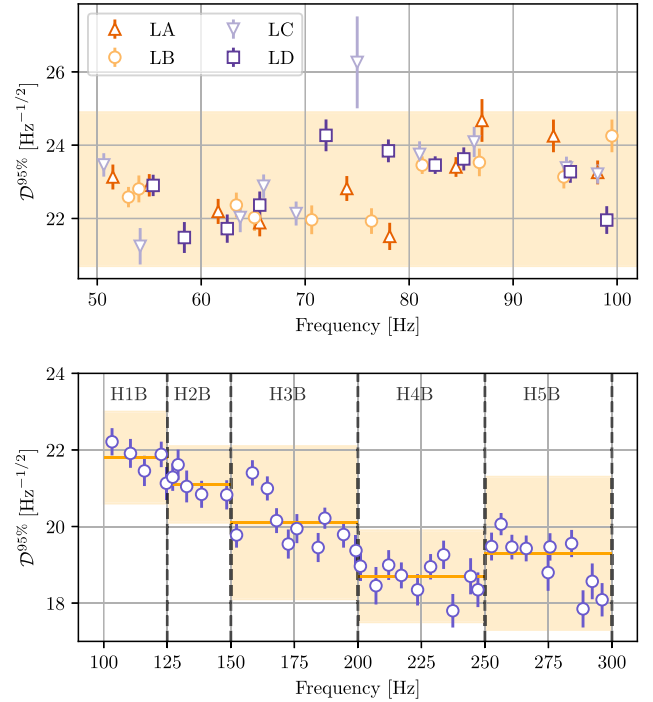 LA LC
LB LD
26
24
22
𝒟^95% [Hz^−1/2]
50 60 70 80 90 100
Frequency [Hz]
24
22
20
18
𝒟^95% [Hz^−1/2]
H1B H2B H3B H4B H5B
100 125 150 175 200 225 250 275 300
Frequency [Hz]